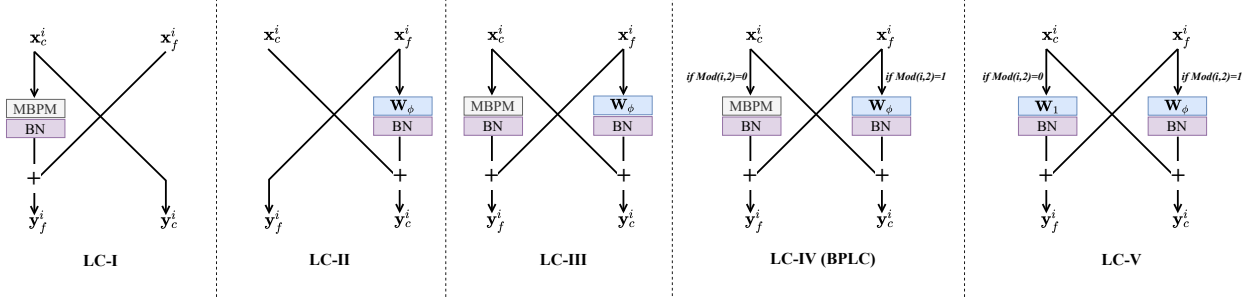 x_c^i x_f^i
MBPM
BN
+
y_f^i y_c^i
LC-I
x_c^i x_f^i
W_ϕ
BN
+
y_f^i y_c^i
LC-II
x_c^i x_f^i
MBPM W_ϕ
BN BN
+ +
y_f^i y_c^i
LC-III
x_c^i x_f^i
if Mod(i,2)=0 if Mod(i,2)=1
MBPM W_ϕ
BN BN
+ +
y_f^i y_c^i
LC-IV (BPLC)
x_c^i x_f^i
if Mod(i,2)=0 if Mod(i,2)=1
W_1 W_ϕ
BN BN
+ +
y_f^i y_c^i
LC-V